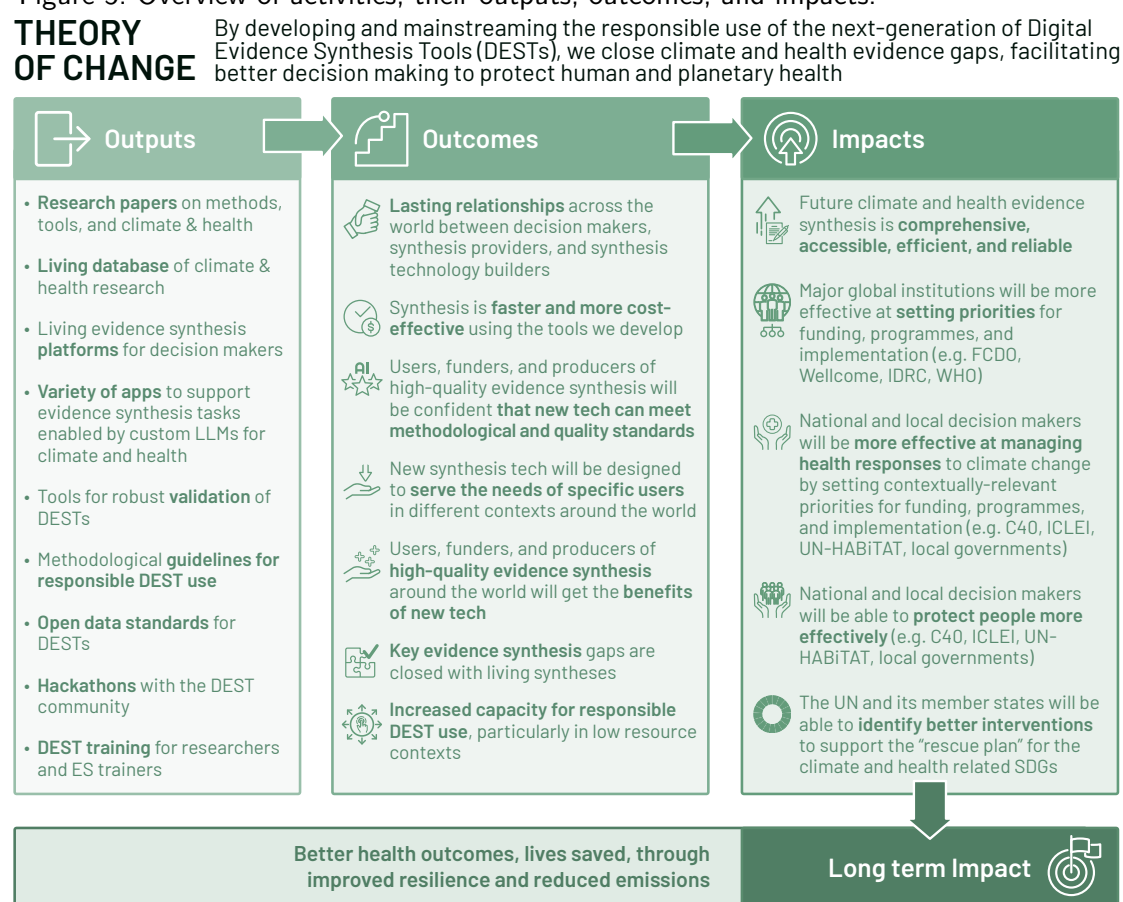 Figure 3: Overview of activities, their outputs, outcomes, and impacts.
THEORY
OF CHANGE
By developing and mainstreaming the responsible use of the next-generation of Digital
Evidence Synthesis Tools (DESTs), we close climate and health evidence gaps, facilitating
better decision making to protect human and planetary health
Outputs
• Research papers on methods,
tools, and climate & health
• Living database of climate &
health research
• Living evidence synthesis
platforms for decision makers
• Variety of apps to support
evidence synthesis tasks
enabled by custom LLMs for
climate and health
• Tools for robust validation of
DESTs
• Methodological guidelines for
responsible DEST use
• Open data standards for
DESTs
• Hackathons with the DEST
community
• DEST training for researchers
and ES trainers
Outcomes
Lasting relationships across the
world between decision makers,
synthesis providers, and synthesis
technology builders
Synthesis is faster and more cost-
effective using the tools we develop
AI
Users, funders, and producers of
high-quality evidence synthesis will
be confident that new tech can meet
methodological and quality standards
New synthesis tech will be designed
to serve the needs of specific users
in different contexts around the world
Users, funders, and producers of
high-quality evidence synthesis
around the world will get the benefits
of new tech
Key evidence synthesis gaps are
closed with living syntheses
Increased capacity for responsible
DEST use, particularly in low resource
contexts
Impacts
Future climate and health evidence
synthesis is comprehensive,
accessible, efficient, and reliable
Major global institutions will be more
effective at setting priorities for
funding, programmes, and
implementation (e.g. FCDO,
Wellcome, IDRC, WHO)
National and local decision makers
will be more effective at managing
health responses to climate change
by setting contextually-relevant
priorities for funding, programmes,
and implementation (e.g. C40, ICLEI,
UN-HABiTAT, local governments)
National and local decision makers
will be able to protect people more
effectively (e.g. C40, ICLEI, UN-
HABiTAT, local governments)
The UN and its member states will be
able to identify better interventions
to support the "rescue plan" for the
climate and health related SDGs
Better health outcomes, lives saved, through
improved resilience and reduced emissions
Long term Impact